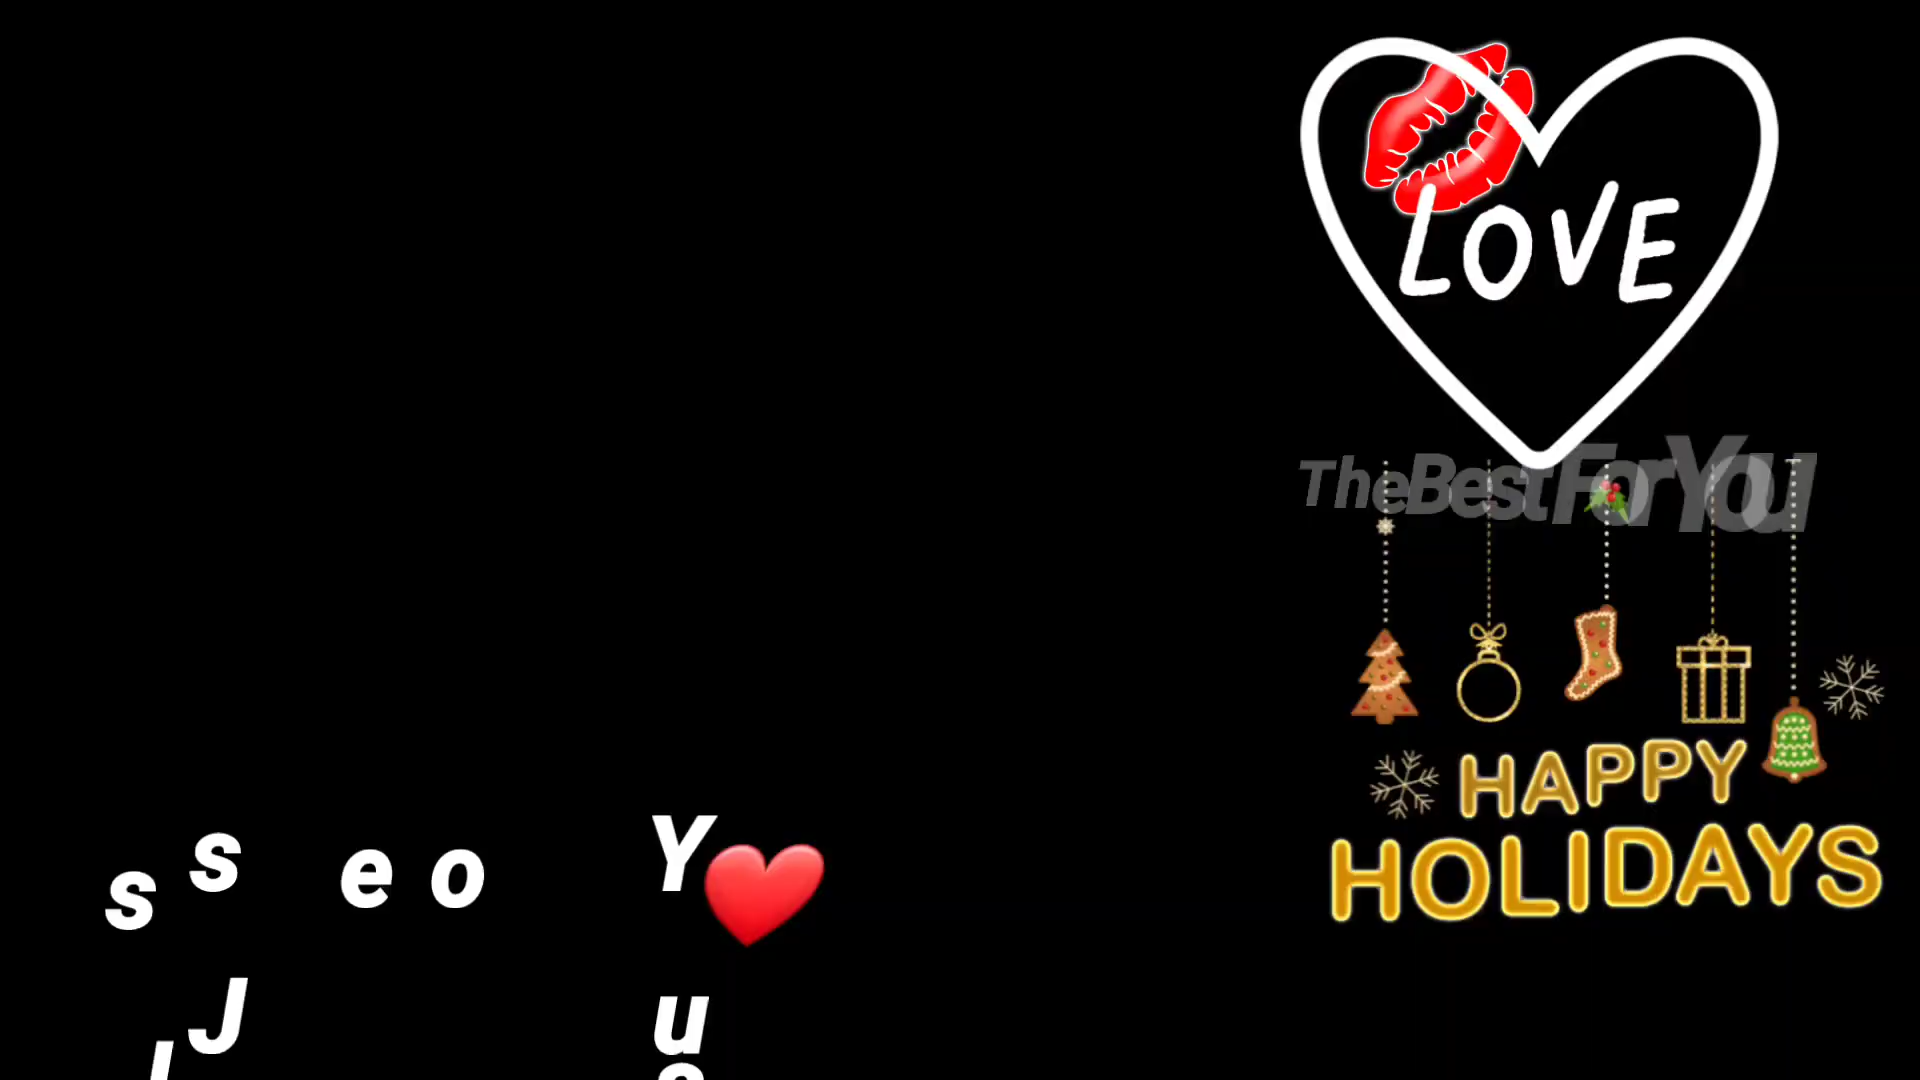 LOVE
TheBestForYou
HAPPY
HOLIDAYS
s s e o Y
J u